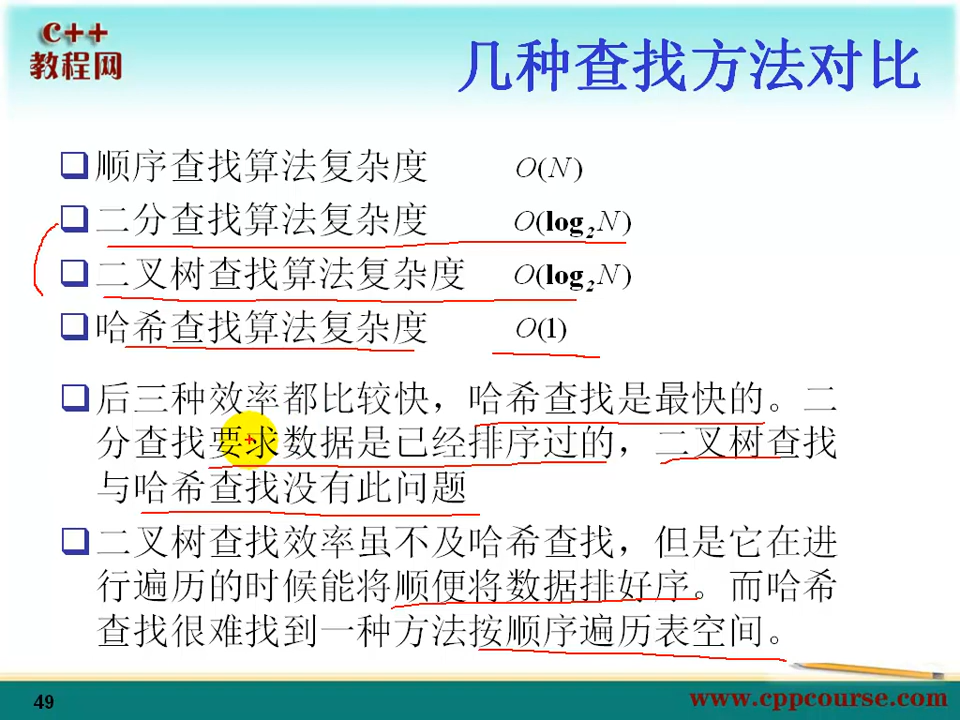 C++
教程网
几种查找方法对比
顺序查找算法复杂度 O(N)
二分查找算法复杂度 O(log₂N)
二叉树查找算法复杂度 O(log₂N)
哈希查找算法复杂度 O(1)
后三种效率都比较快，哈希查找是最快的。二
分查找要求数据是已经排序过的，二叉树查找
与哈希查找没有此问题
二叉树查找效率虽不及哈希查找，但是它在进
行遍历的时候能将顺便将数据排好序。而哈希
查找很难找到一种方法按顺序遍历表空间。
49
www.cppcourse.com